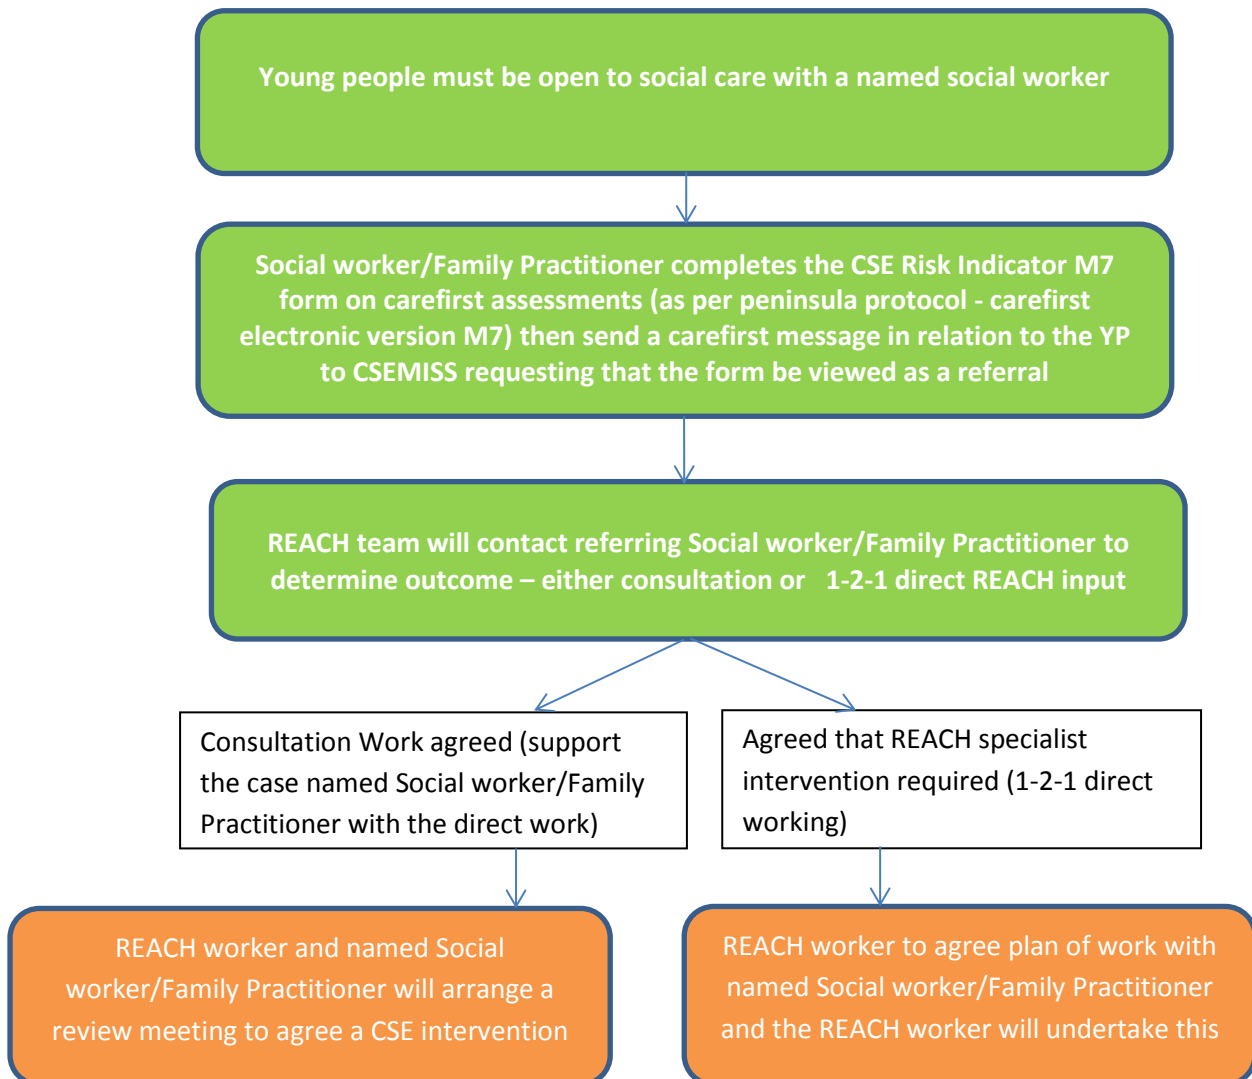 Young people must be open to social care with a named social worker
Social worker/Family Practitioner completes the CSE Risk Indicator M7
form on carefirst assessments (as per peninsula protocol - carefirst
electronic version M7) then send a carefirst message in relation to the YP
to CSEMISS requesting that the form be viewed as a referral
REACH team will contact referring Social worker/Family Practitioner to
determine outcome – either consultation or   1-2-1 direct REACH input
Consultation Work agreed (support
the case named Social worker/Family
Practitioner with the direct work)
Agreed that REACH specialist
intervention required (1-2-1 direct
working)
REACH worker and named Social
worker/Family Practitioner will arrange a
review meeting to agree a CSE intervention
REACH worker to agree plan of work with
named Social worker/Family Practitioner
and the REACH worker will undertake this